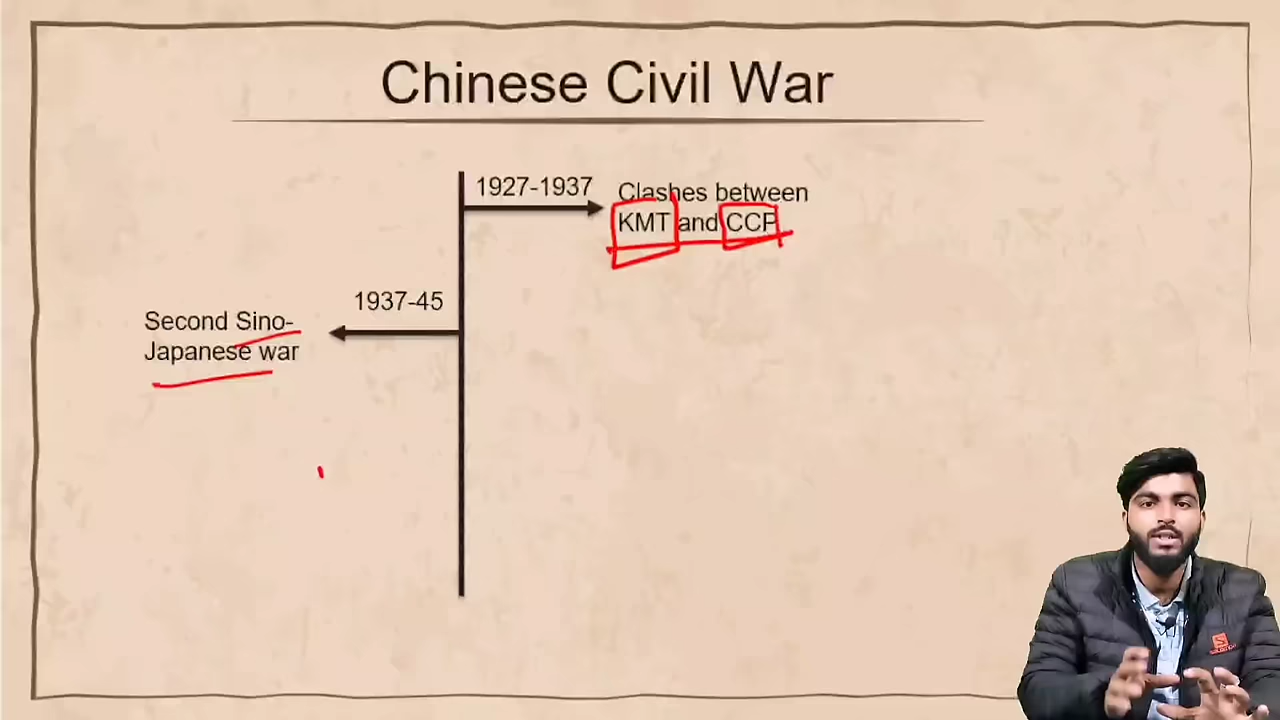 Chinese Civil War
1927-1937
Clashes between
KMT and CCP
1937-45
Second Sino-
Japanese war